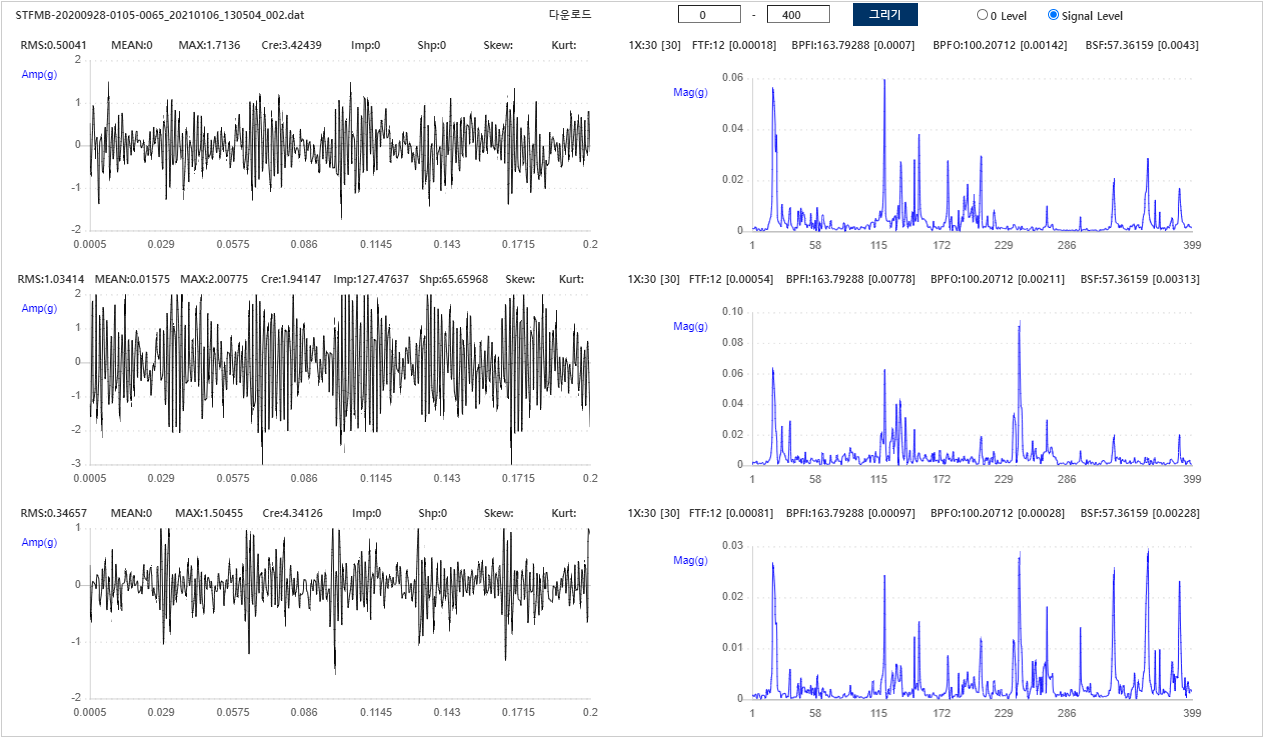 STFMB-20200928-0105-0065_20210106_130504_002.dat 다운로드 0 - 400 그리기 0 Level Signal Level
RMS:0.50041 MEAN:0 MAX:1.7136 Cre:3.42439 Imp:0 Shp:0 Skew: Kurt:
Amp(g)
2
1
0
-1
-2
0.0005 0.029 0.0575 0.086 0.1145 0.143 0.1715 0.2
1X:30 [30] FTF:12 [0.00018] BPFI:163.79288 [0.0007] BPFO:100.20712 [0.00142] BSF:57.36159 [0.0043]
Mag(g)
0.06
0.04
0.02
0
1 58 115 172 229 286 399
RMS:1.03414 MEAN:0.01575 MAX:2.00775 Cre:1.94147 Imp:127.47637 Shp:65.65968 Skew: Kurt:
Amp(g)
2
1
0
-1
-2
-3
0.0005 0.029 0.0575 0.086 0.1145 0.143 0.1715 0.2
1X:30 [30] FTF:12 [0.00054] BPFI:163.79288 [0.00778] BPFO:100.20712 [0.00211] BSF:57.36159 [0.00313]
Mag(g)
0.10
0.08
0.06
0.04
0.02
0
1 58 115 172 229 286 399
RMS:0.34657 MEAN:0 MAX:1.50455 Cre:4.34126 Imp:0 Shp:0 Skew: Kurt:
Amp(g)
1
0
-1
-2
0.0005 0.029 0.0575 0.086 0.1145 0.143 0.1715 0.2
1X:30 [30] FTF:12 [0.00081] BPFI:163.79288 [0.00097] BPFO:100.20712 [0.00028] BSF:57.36159 [0.00228]
Mag(g)
0.03
0.02
0.01
0
1 58 115 172 229 286 399